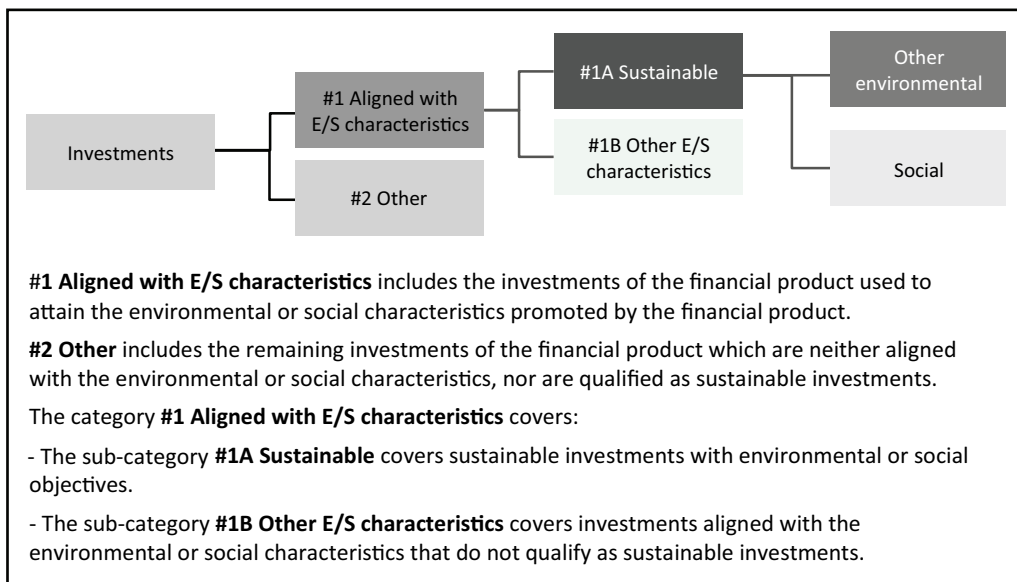 Investments
#1 Aligned with
E/S characteristics
#2 Other
#1A Sustainable
#1B Other E/S
characteristics
Other
environmental
Social
#1 Aligned with E/S characteristics includes the investments of the financial product used to
attain the environmental or social characteristics promoted by the financial product.
#2 Other includes the remaining investments of the financial product which are neither aligned
with the environmental or social characteristics, nor are qualified as sustainable investments.
The category #1 Aligned with E/S characteristics covers:
- The sub-category #1A Sustainable covers sustainable investments with environmental or social
objectives.
- The sub-category #1B Other E/S characteristics covers investments aligned with the
environmental or social characteristics that do not qualify as sustainable investments.